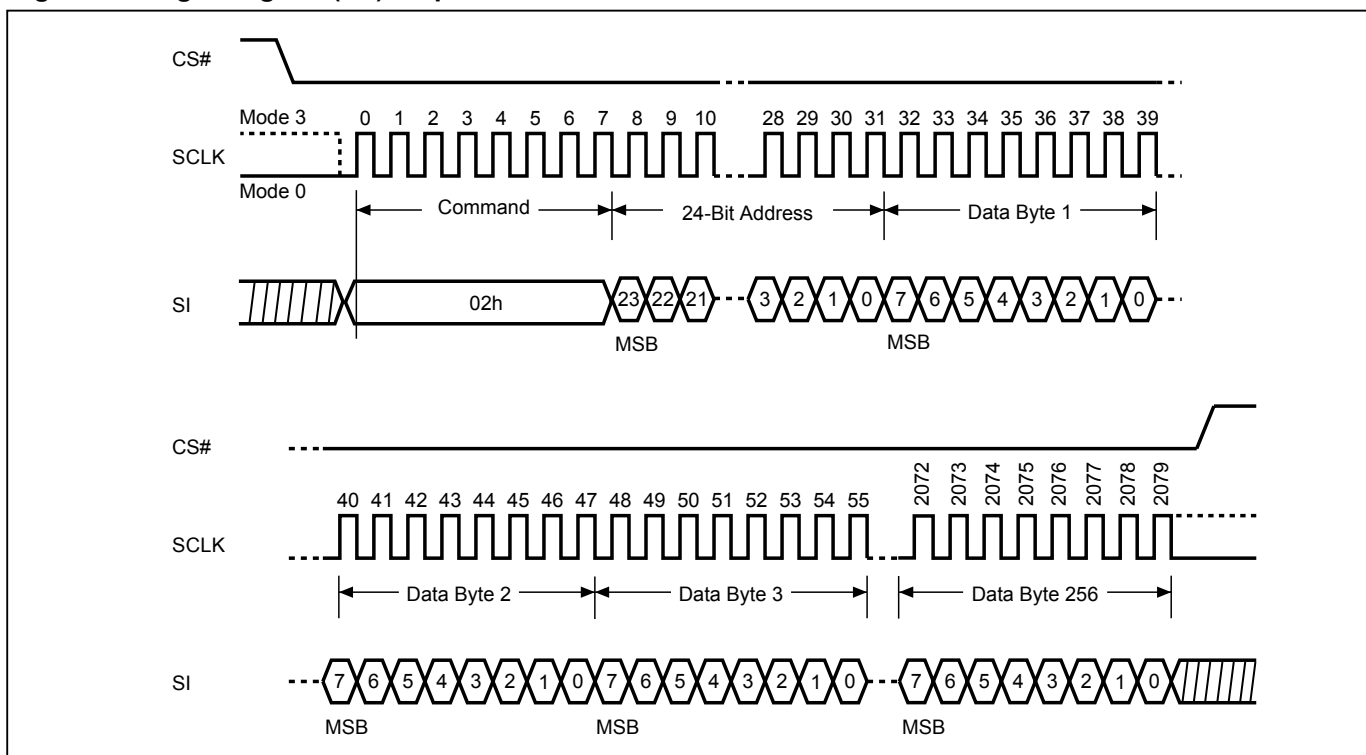 CS#
Mode 3 0 1 2 3 4 5 6 7 8 9 10 28 29 30 31 32 33 34 35 36 37 38 39
SCLK
Mode 0
Command 24-Bit Address Data Byte 1
SI 02h 23 22 21 3 2 1 0 7 6 5 4 3 2 1 0
MSB MSB
CS#
40 41 42 43 44 45 46 47 48 49 50 51 52 53 54 55 2072 2073 2074 2075 2076 2077 2078 2079
SCLK
Data Byte 2 Data Byte 3 Data Byte 256
SI 7 6 5 4 3 2 1 0 7 6 5 4 3 2 1 0 7 6 5 4 3 2 1 0
MSB MSB MSB